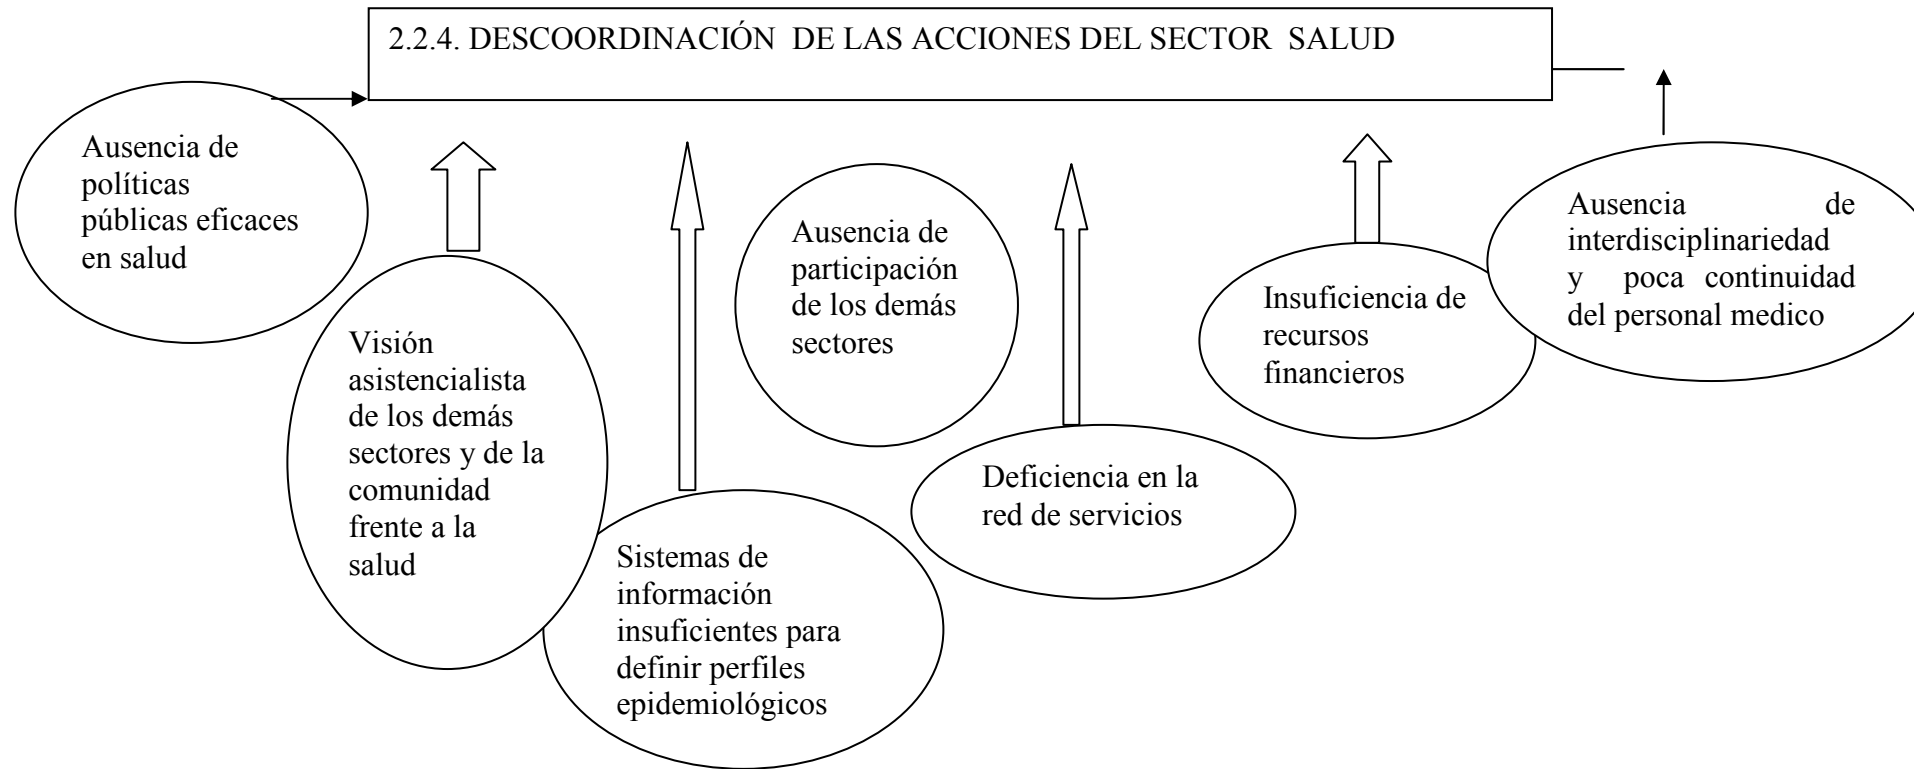 2.2.4. DESCOORDINACIÓN DE LAS ACCIONES DEL SECTOR SALUD
Ausencia de
políticas
públicas eficaces
en salud
Visión
asistencialista
de los demás
sectores y de la
comunidad
frente a la
salud
Sistemas de
información
insuficientes para
definir perfiles
epidemiológicos
Ausencia de
participación
de los demás
sectores
Deficiencia en la
red de servicios
Insuficiencia de
recursos
financieros
Ausencia de
interdisciplinariedad
y poca continuidad
del personal medico